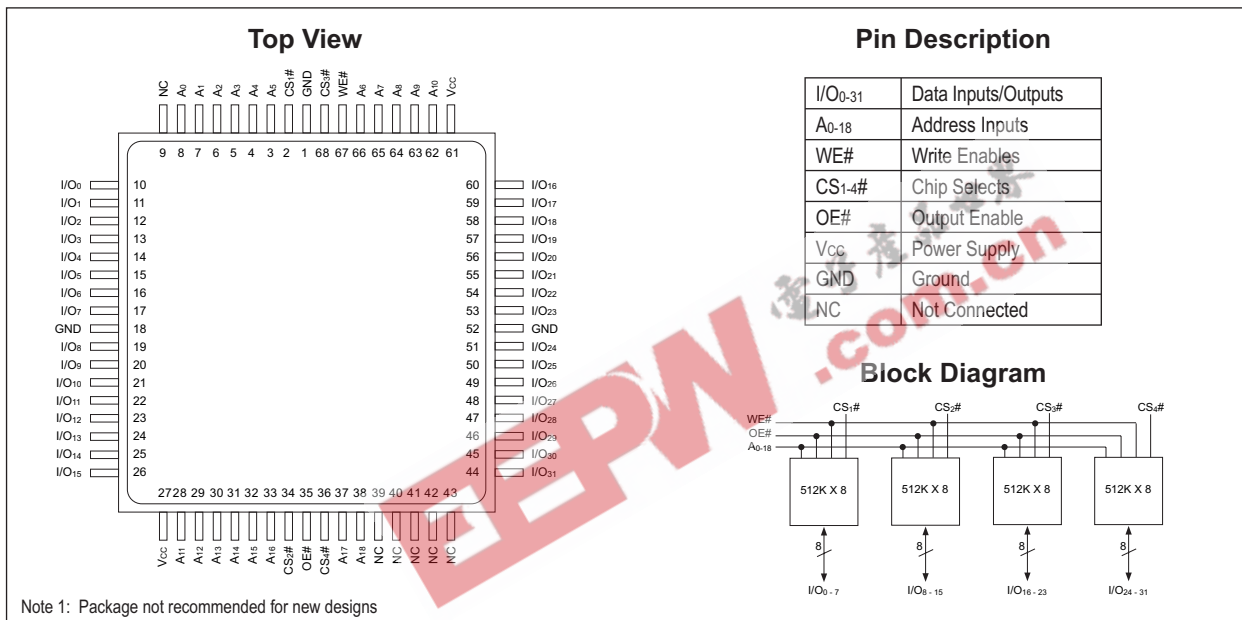 Top View
NC A0 A1 A2 A3 A4 A5 CS1# GND CS3# WE# A6 A7 A8 A9 A10 VCC
9 8 7 6 5 4 3 2 1 68 67 66 65 64 63 62 61
I/O0 10 60 I/O16
I/O1 11 59 I/O17
I/O2 12 58 I/O18
I/O3 13 57 I/O19
I/O4 14 56 I/O20
I/O5 15 55 I/O21
I/O6 16 54 I/O22
I/O7 17 53 I/O23
GND 18 52 GND
I/O8 19 51 I/O24
I/O9 20 50 I/O25
I/O10 21 49 I/O26
I/O11 22 48 I/O27
I/O12 23 47 I/O28
I/O13 24 46 I/O29
I/O14 25 45 I/O30
I/O15 26 44 I/O31
27 28 29 30 31 32 33 34 35 36 37 38 39 40 41 42 43
VCC A11 A12 A13 A14 A15 A16 CS2# OE# CS4# A17 A18 NC NC NC NC NC
Note 1: Package not recommended for new designs
Pin Description
I/O0-31 Data Inputs/Outputs
A0-18 Address Inputs
WE# Write Enables
CS1-4# Chip Selects
OE# Output Enable
VCC Power Supply
GND Ground
NC Not Connected
Block Diagram
CS1# CS2# CS3# CS4#
WE#
OE#
A0-18
512K X 8 512K X 8 512K X 8 512K X 8
8 8 8 8
I/O0 - 7 I/O8 - 15 I/O16 - 23 I/O24 - 31
EEPW
電子產品世界
.com.cn